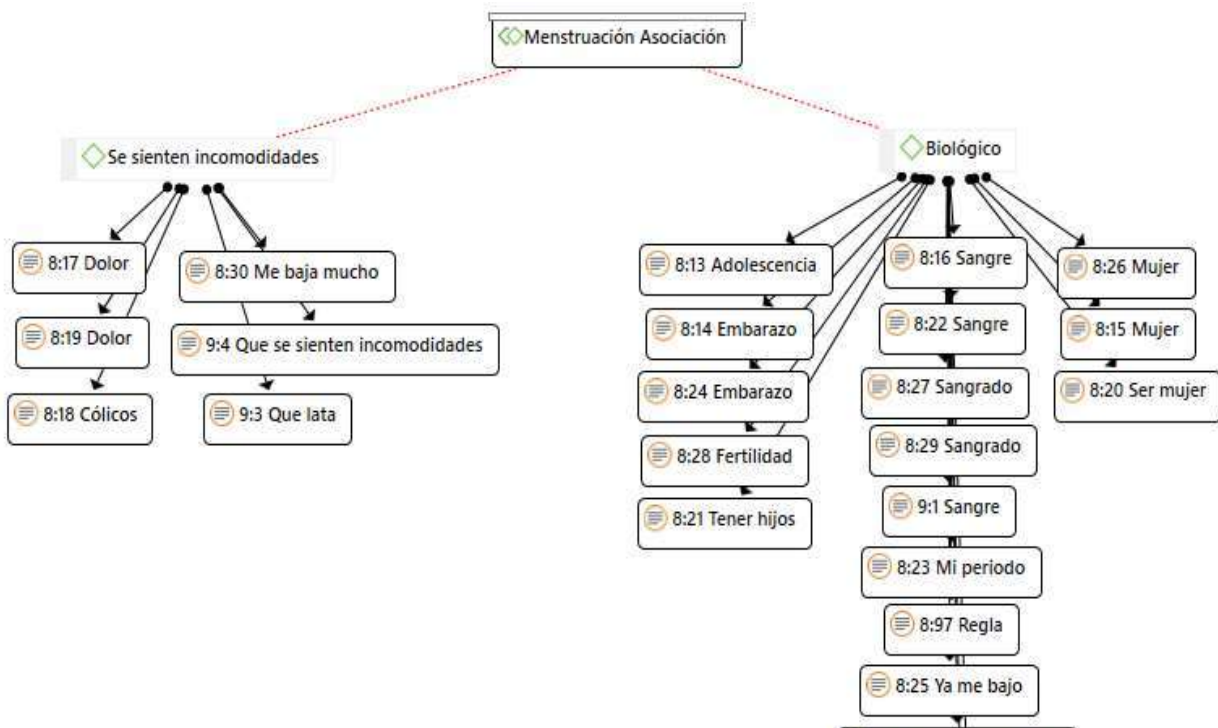 Menstruación Asociación
Se sienten incomodidades
Biológico
8:17 Dolor
8:19 Dolor
8:18 Cólicos
8:30 Me baja mucho
9:4 Que se sienten incomodidades
9:3 Que lata
8:13 Adolescencia
8:14 Embarazo
8:24 Embarazo
8:28 Fertilidad
8:21 Tener hijos
8:16 Sangre
8:22 Sangre
8:27 Sangrado
8:29 Sangrado
9:1 Sangre
8:23 Mi periodo
8:97 Regla
8:25 Ya me bajo
8:26 Mujer
8:15 Mujer
8:20 Ser mujer